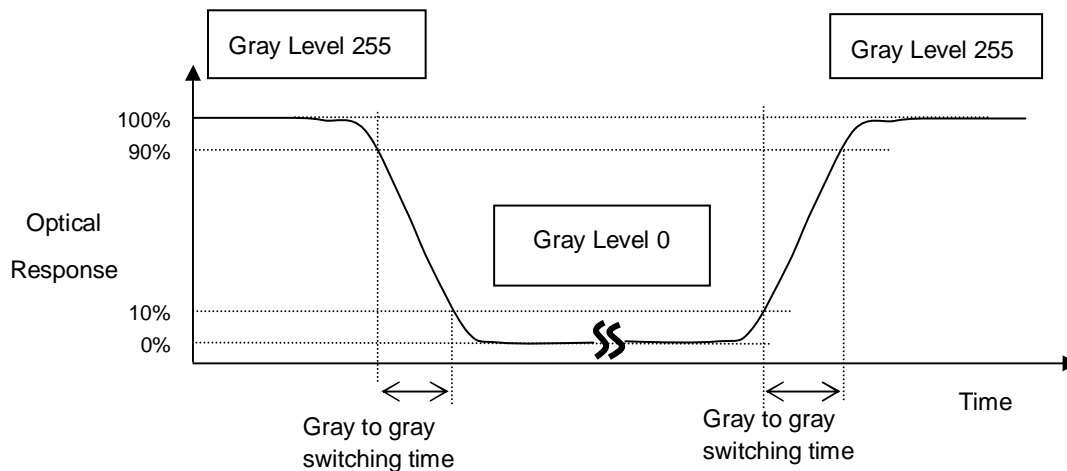 Gray Level 255
Gray Level 255
100%
90%
Optical
Response
Gray Level 0
10%
0%
Time
Gray to gray
switching time
Gray to gray
switching time